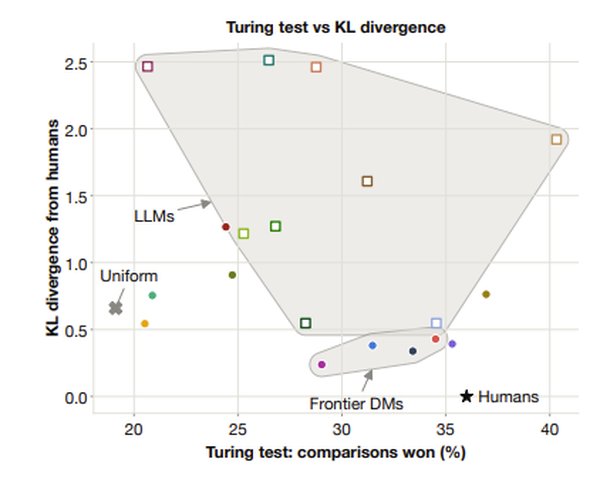 Turing test vs KL divergence
KL divergence from humans
2.5
2.0
1.5
1.0
0.5
0.0
LLMs
Uniform
Frontier DMs
Humans
20 25 30 35 40
Turing test: comparisons won (%)